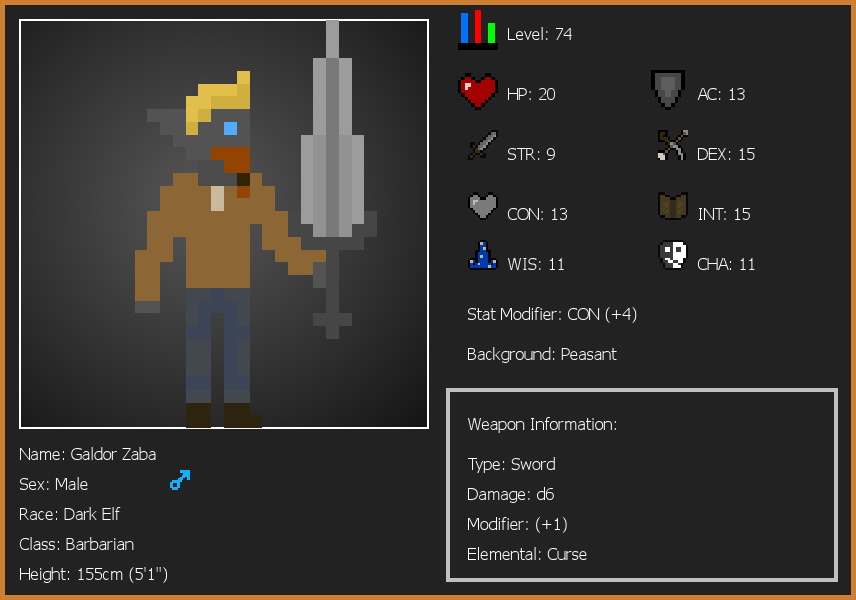 Level: 74
HP: 20
AC: 13
STR: 9
DEX: 15
CON: 13
INT: 15
WIS: 11
CHA: 11
Stat Modifier: CON (+4)
Background: Peasant
Weapon Information:
Type: Sword
Damage: d6
Modifier: (+1)
Elemental: Curse
Name: Galdor Zaba
Sex: Male
Race: Dark Elf
Class: Barbarian
Height: 155cm (5'1")